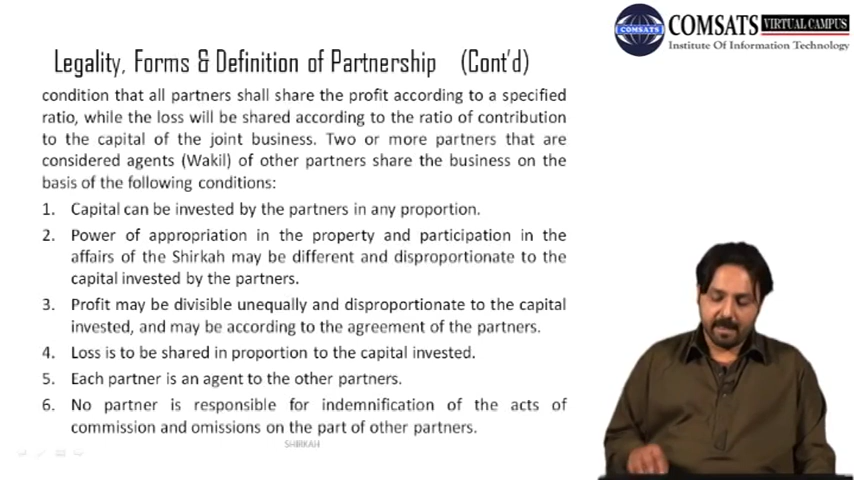 COMSATS
COMSATS VIRTUAL CAMPUS
Institute Of Information Technology
Legality, Forms & Definition of Partnership (Cont'd)
condition that all partners shall share the profit according to a specified
ratio, while the loss will be shared according to the ratio of contribution
to the capital of the joint business. Two or more partners that are
considered agents (Wakil) of other partners share the business on the
basis of the following conditions:
1. Capital can be invested by the partners in any proportion.
2. Power of appropriation in the property and participation in the
affairs of the Shirkah may be different and disproportionate to the
capital invested by the partners.
3. Profit may be divisible unequally and disproportionate to the capital
invested, and may be according to the agreement of the partners.
4. Loss is to be shared in proportion to the capital invested.
5. Each partner is an agent to the other partners.
6. No partner is responsible for indemnification of the acts of
commission and omissions on the part of other partners.
SHIRKAH